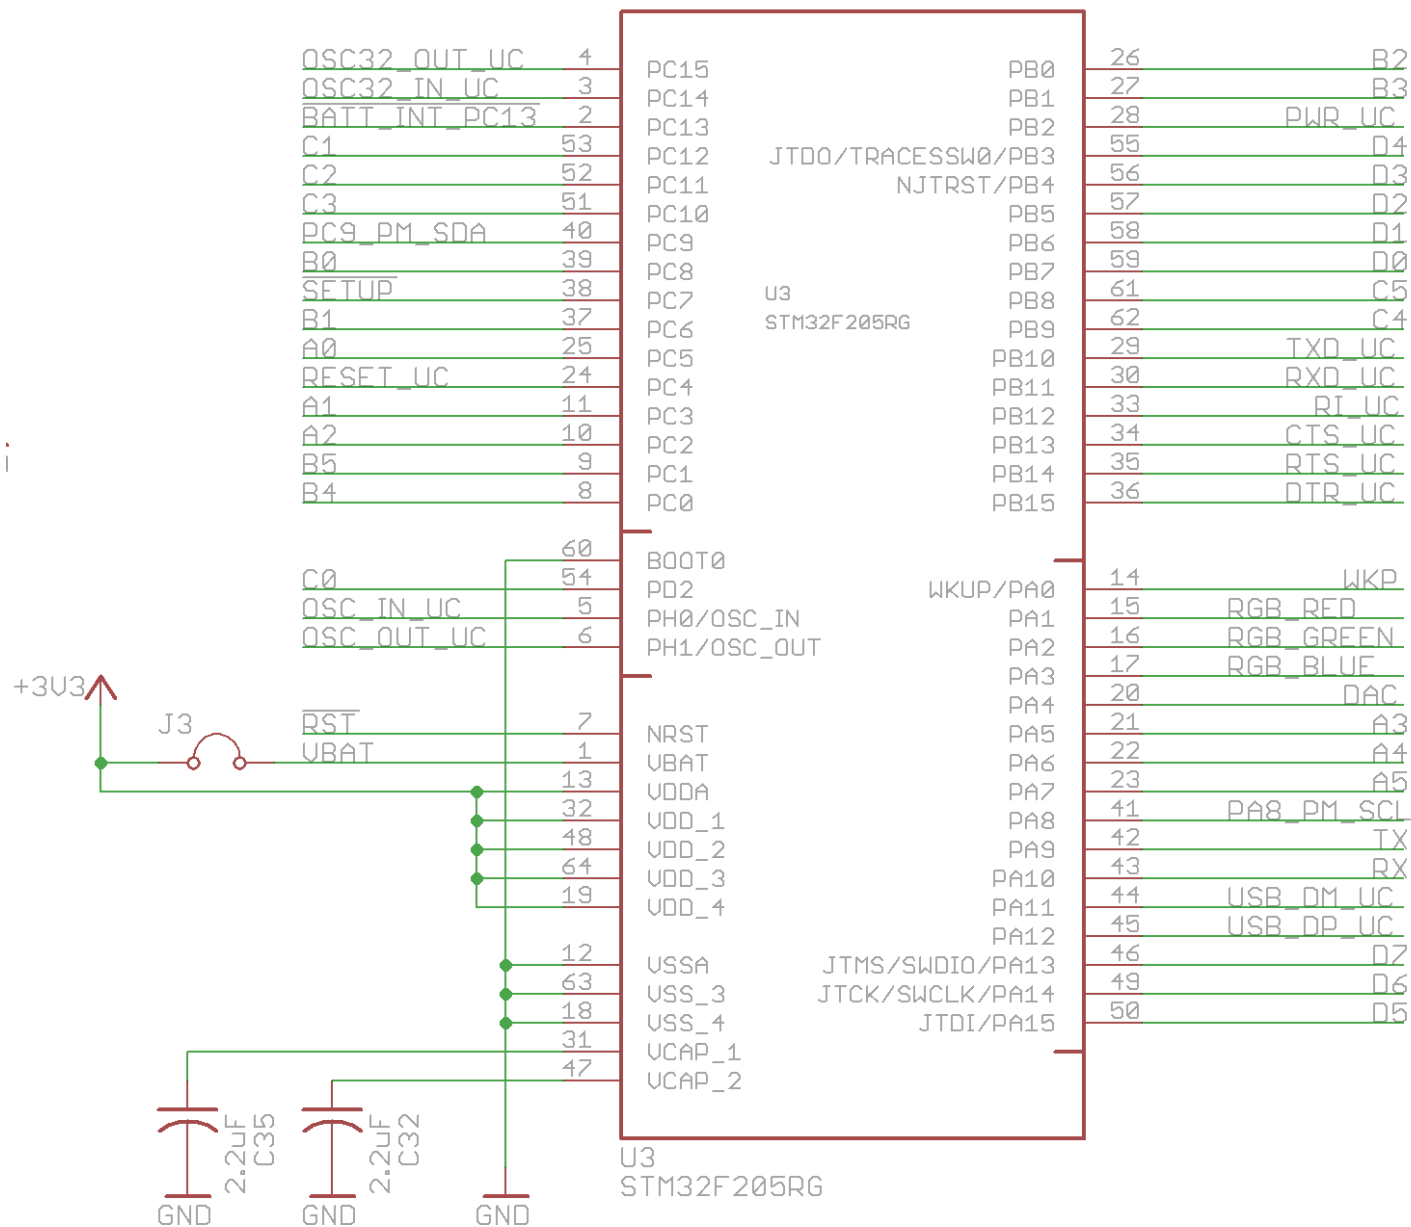 OSC32_OUT_UC 4 PC15 PB0 26 B2
OSC32_IN_UC 3 PC14 PB1 27 B3
BATT_INT_PC13 2 PC13 PB2 28 PWR_UC
C1 53 PC12 JTDO/TRACESSW0/PB3 55 D4
C2 52 PC11 NJTRST/PB4 56 D3
C3 51 PC10 PB5 57 D2
PC9_PM_SDA 40 PC9 PB6 58 D1
B0 39 PC8 PB7 59 D0
SETUP 38 PC7 U3 PB8 61 C5
B1 37 PC6 STM32F205RG PB9 62 C4
A0 25 PC5 PB10 29 TXD_UC
RESET_UC 24 PC4 PB11 30 RXD_UC
A1 11 PC3 PB12 33 RI_UC
A2 10 PC2 PB13 34 CTS_UC
B5 9 PC1 PB14 35 RTS_UC
B4 8 PC0 PB15 36 DTR_UC
60 BOOT0
C0 54 PD2 WKUP/PA0 14 WKP
OSC_IN_UC 5 PH0/OSC_IN PA1 15 RGB_RED
OSC_OUT_UC 6 PH1/OSC_OUT PA2 16 RGB_GREEN
+3V3 PA3 17 RGB_BLUE
PA4 20 DAC
J3 RST 7 NRST PA5 21 A3
VBAT 1 VBAT PA6 22 A4
13 VDDA PA7 23 A5
32 VDD_1 PA8 41 PA8_PM_SCL
48 VDD_2 PA9 42 TX
64 VDD_3 PA10 43 RX
19 VDD_4 PA11 44 USB_DM_UC
PA12 45 USB_DP_UC
12 VSSA JTMS/SWDIO/PA13 46 D7
63 VSS_3 JTCK/SWCLK/PA14 49 D6
18 VSS_4 JTDI/PA15 50 D5
31 VCAP_1
47 VCAP_2
2.2uF C35
2.2uF C32
U3
STM32F205RG
GND GND GND